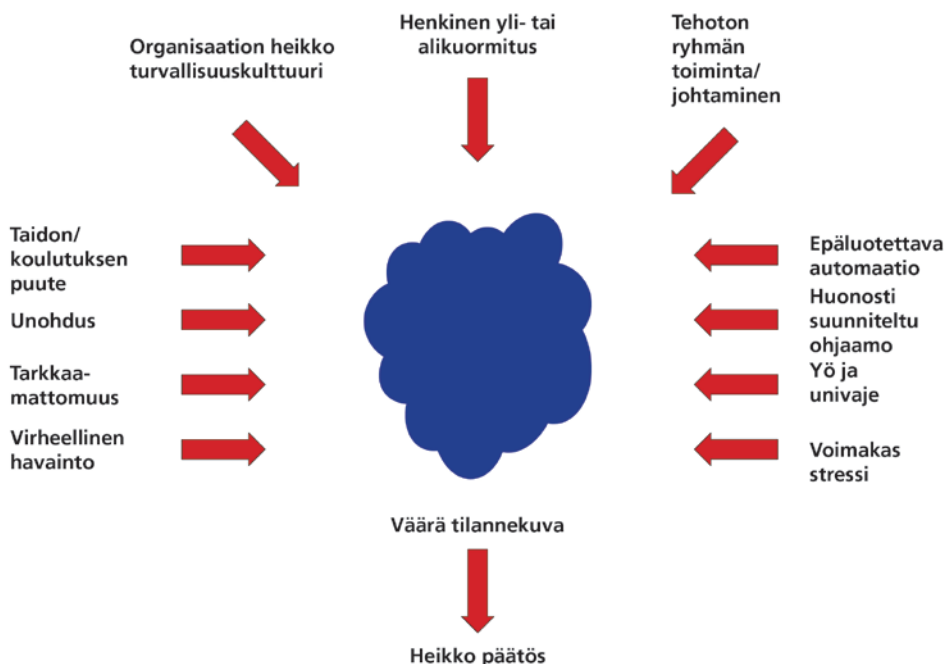 Organisaation heikko
turvallisuuskulttuuri
Henkinen yli- tai
alikuormitus
Tehoton
ryhmän
toiminta/
johtaminen
Taidon/
koulutuksen
puute
Unohdus
Tarkkaa-
mattomuus
Virheellinen
havainto
Epäluotettava
automaatio
Huonosti
suunniteltu
ohjaamo
Yö ja
univaje
Voimakas
stressi
Väärä tilannekuva
Heikko päätös